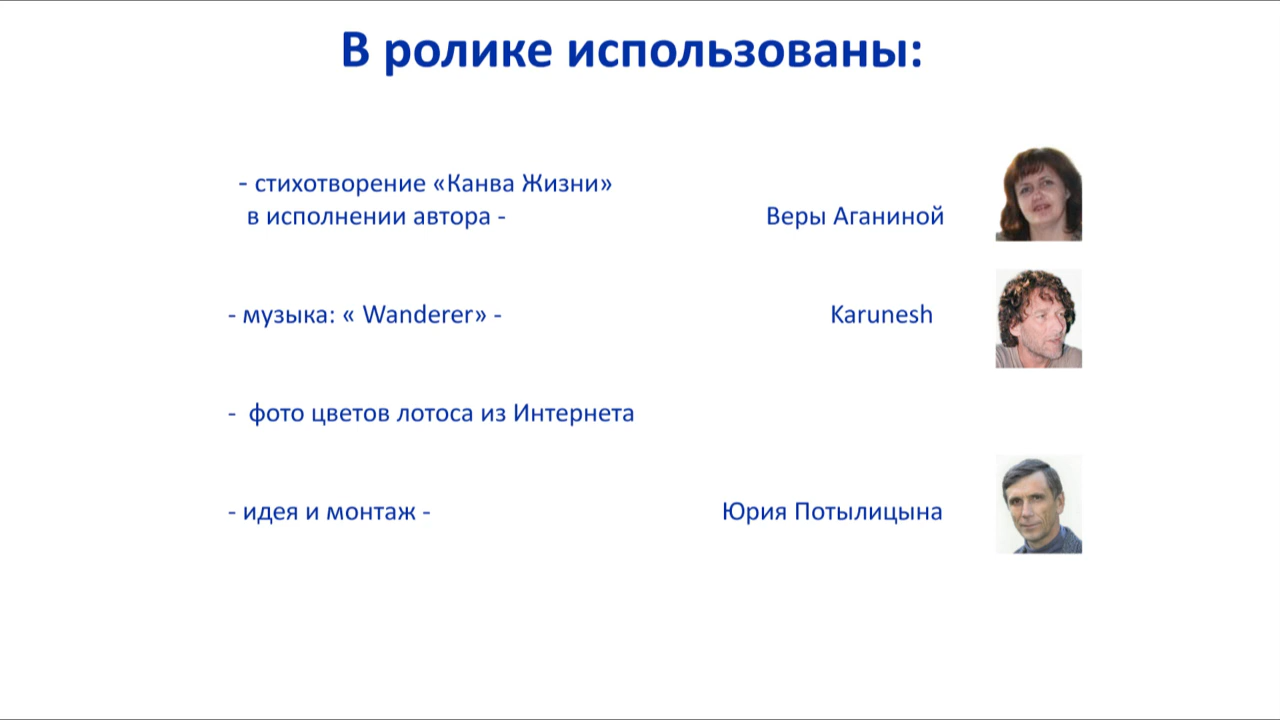 В ролике использованы:
- стихотворение «Канва Жизни»
в исполнении автора - Веры Аганиной
- музыка: « Wanderer» - Karunesh
- фото цветов лотоса из Интернета
- идея и монтаж - Юрия Потылицына